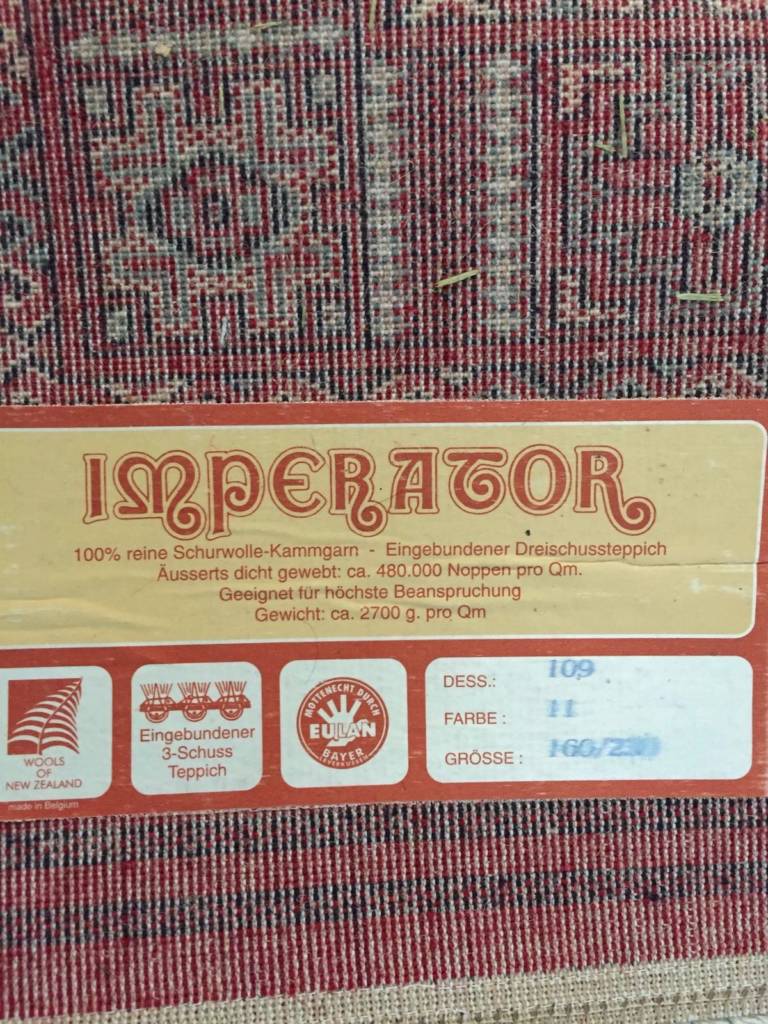 IMPERATOR
100% reine Schurwolle-Kammgarn - Eingebundener Dreischussteppich
Äusserts dicht gewebt: ca. 480.000 Noppen pro Qm.
Geeignet für höchste Beanspruchung
Gewicht: ca. 2700 g. pro Qm
WOOLS
OF
NEW ZEALAND
made in Belgium
Eingebundener
3-Schuss
Teppich
MOTTENECHT DURCH
EULAN
BAYER
LEVERKUSEN
DESS.: 109
FARBE : 11
GRÖSSE : 160/230